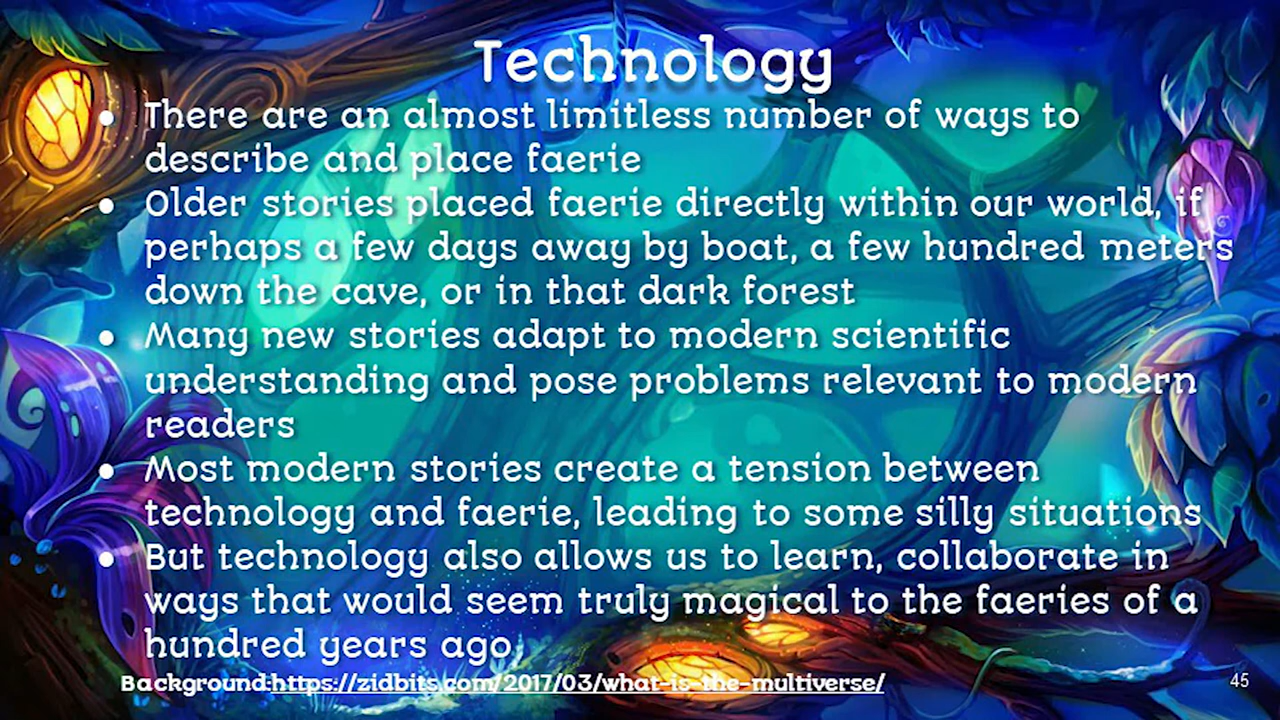 Technology
• There are an almost limitless number of ways to
describe and place faerie
• Older stories placed faerie directly within our world, if
perhaps a few days away by boat, a few hundred meters
down the cave, or in that dark forest
• Many new stories adapt to modern scientific
understanding and pose problems relevant to modern
readers
• Most modern stories create a tension between
technology and faerie, leading to some silly situations
• But technology also allows us to learn, collaborate in
ways that would seem truly magical to the faeries of a
hundred years ago.
Background:https://zidbits.com/2017/03/what-is-the-multiverse/
45